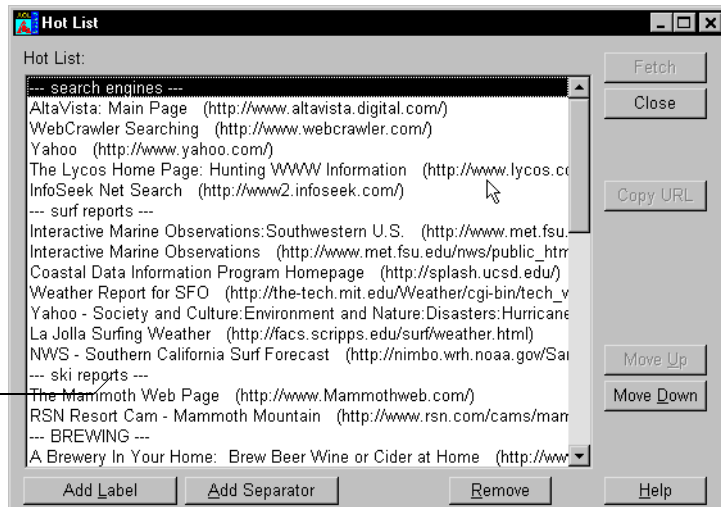 AOL
Hot List
Hot List:
Fetch
Close
Copy URL
Move Up
Move Down
--- search engines ---
AltaVista: Main Page (http://www.altavista.digital.com/)
WebCrawler Searching (http://www.webcrawler.com/)
Yahoo (http://www.yahoo.com/)
The Lycos Home Page: Hunting WWW Information (http://www.lycos.co
InfoSeek Net Search (http://www2.infoseek.com/)
--- surf reports ---
Interactive Marine Observations:Southwestern U.S. (http://www.met.fsu.
Interactive Marine Observations (http://www.met.fsu.edu/nws/public_htm
Coastal Data Information Program Homepage (http://splash.ucsd.edu/)
Weather Report for SFO (http://the-tech.mit.edu/Weather/cgi-bin/tech_v
Yahoo - Society and Culture:Environment and Nature:Disasters:Hurricane
La Jolla Surfing Weather (http://facs.scripps.edu/surf/weather.html)
NWS - Southern California Surf Forecast (http://nimbo.wrh.noaa.gov/Sai
--- ski reports ---
The Mammoth Web Page (http://www.Mammothweb.com/)
RSN Resort Cam - Mammoth Mountain (http://www.rsn.com/cams/mam
--- BREWING ---
A Brewery In Your Home: Brew Beer Wine or Cider at Home (http://ww
Add Label
Add Separator
Remove
Help